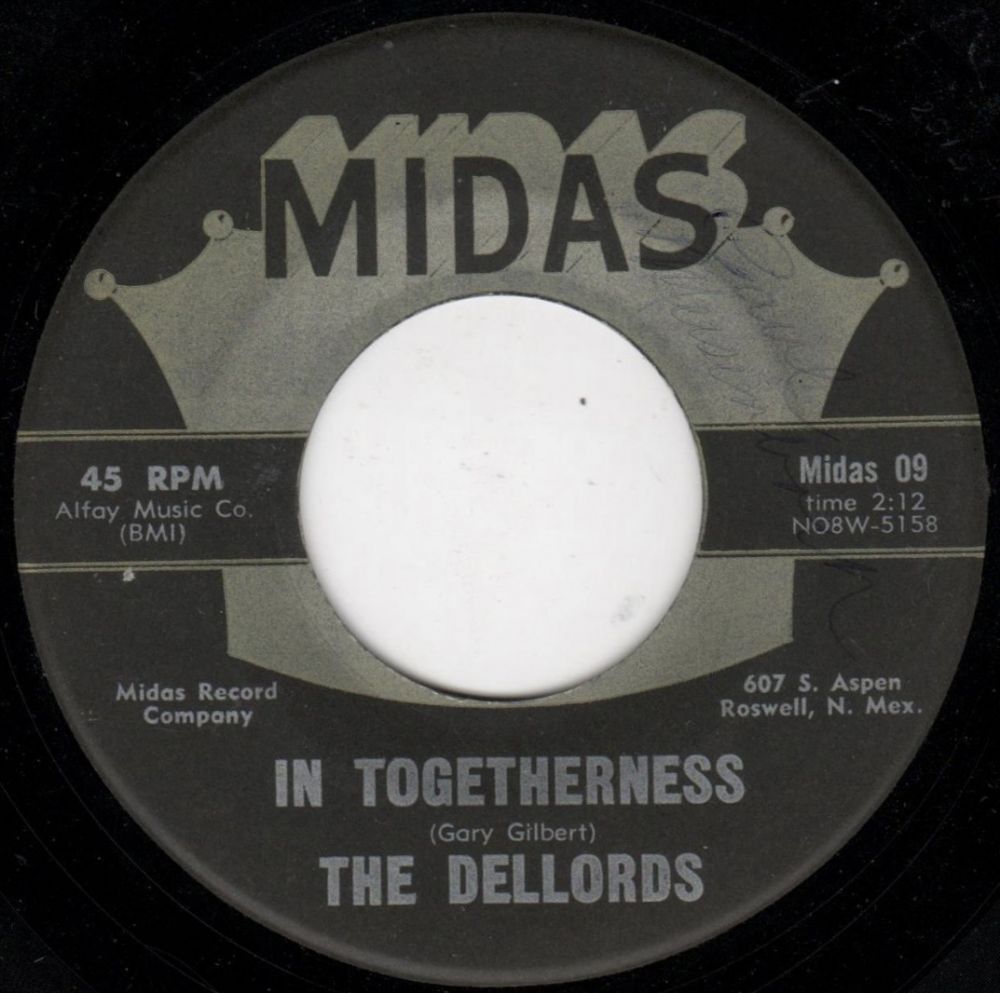 MIDAS
45 RPM
Alfay Music Co.
(BMI)
Midas 09
time 2:12
NO8W-5158
Midas Record
Company
607 S. Aspen
Roswell, N. Mex.
IN TOGETHERNESS
(Gary Gilbert)
THE DELLORDS